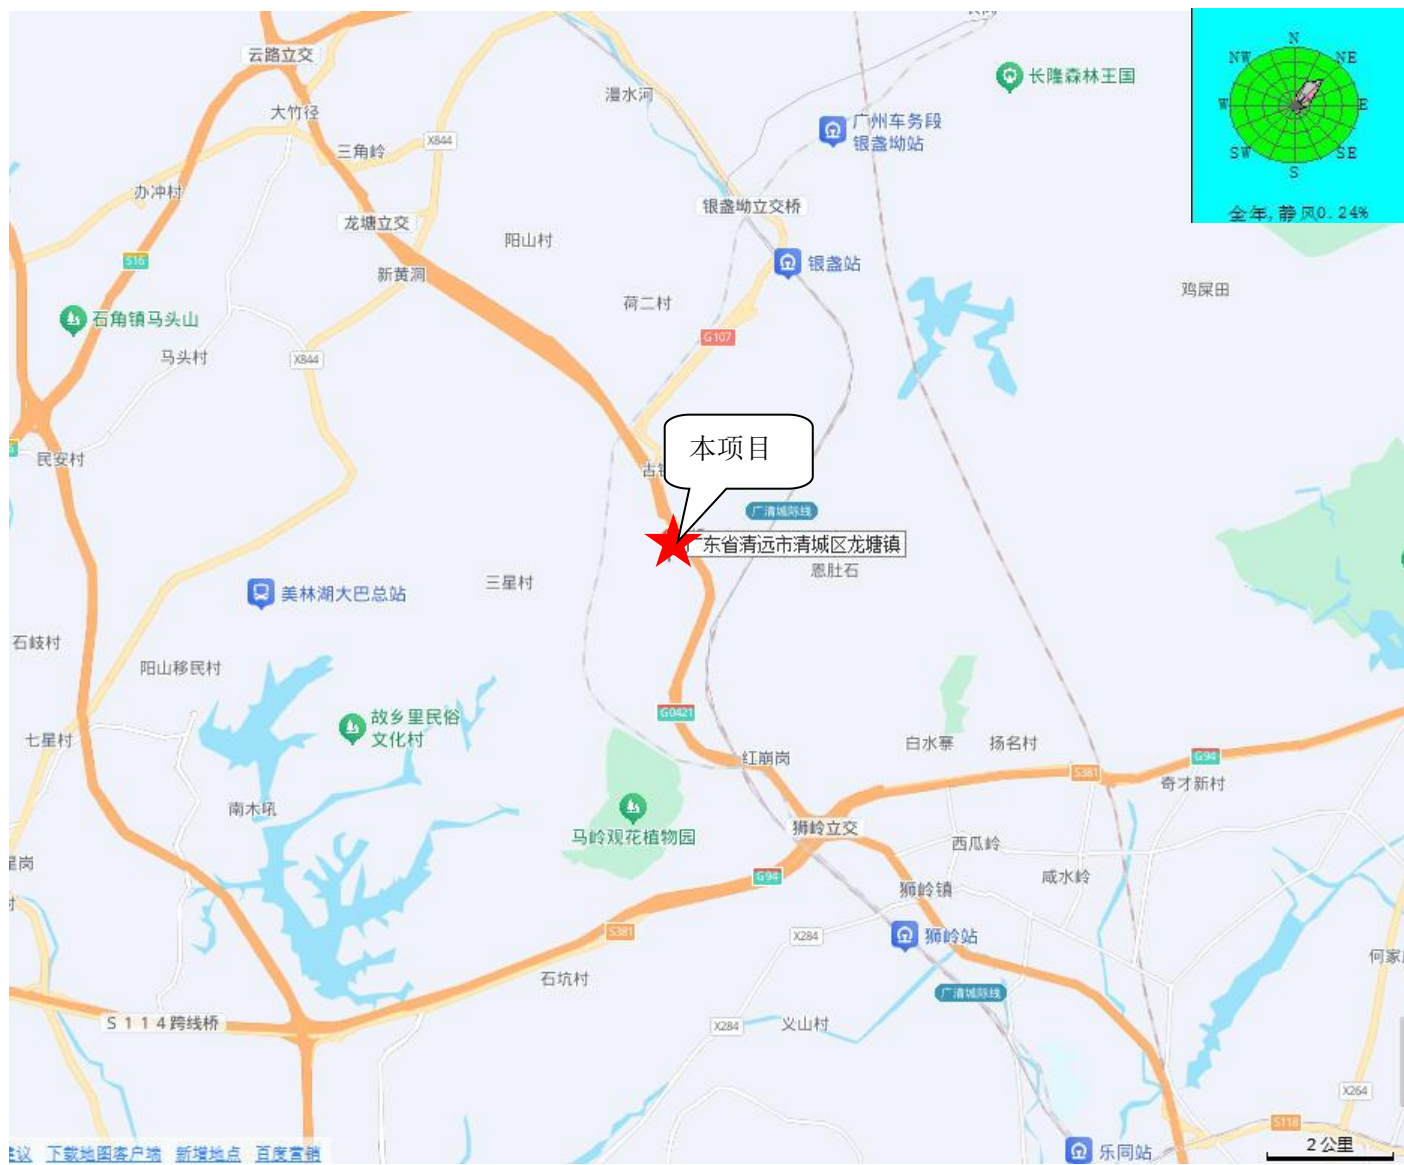 云路立交
大竹径
漫水河
三角岭
X844
办冲村
龙塘立交
广州车务段
银盏坳站
长隆森林王国
N
NW
NE
W
E
SW
SE
S
全年,静风0.24%
银盏坳立交桥
阳山村
S16
新黄洞
银盏站
荷二村
鸡屎田
石角镇马头山
马头村
X844
G107
民安村
本项目
广清城际线
广东省清远市清城区龙塘镇
恩肚石
三星村
美林湖大巴总站
石岐村
阳山移民村
故乡里民俗
文化村
G0421
七星村
红崩岗
白水寨
扬名村
G94
S381
奇才新村
南木吼
马岭观花植物园
狮岭立交
西瓜岭
G94
咸水岭
狮岭镇
S381
X284
狮岭站
石坑村
广清城际线
S114跨线桥
X284
义山村
X264
S118
乐同站
2公里
下载地图客户端 新增地点 百度营销